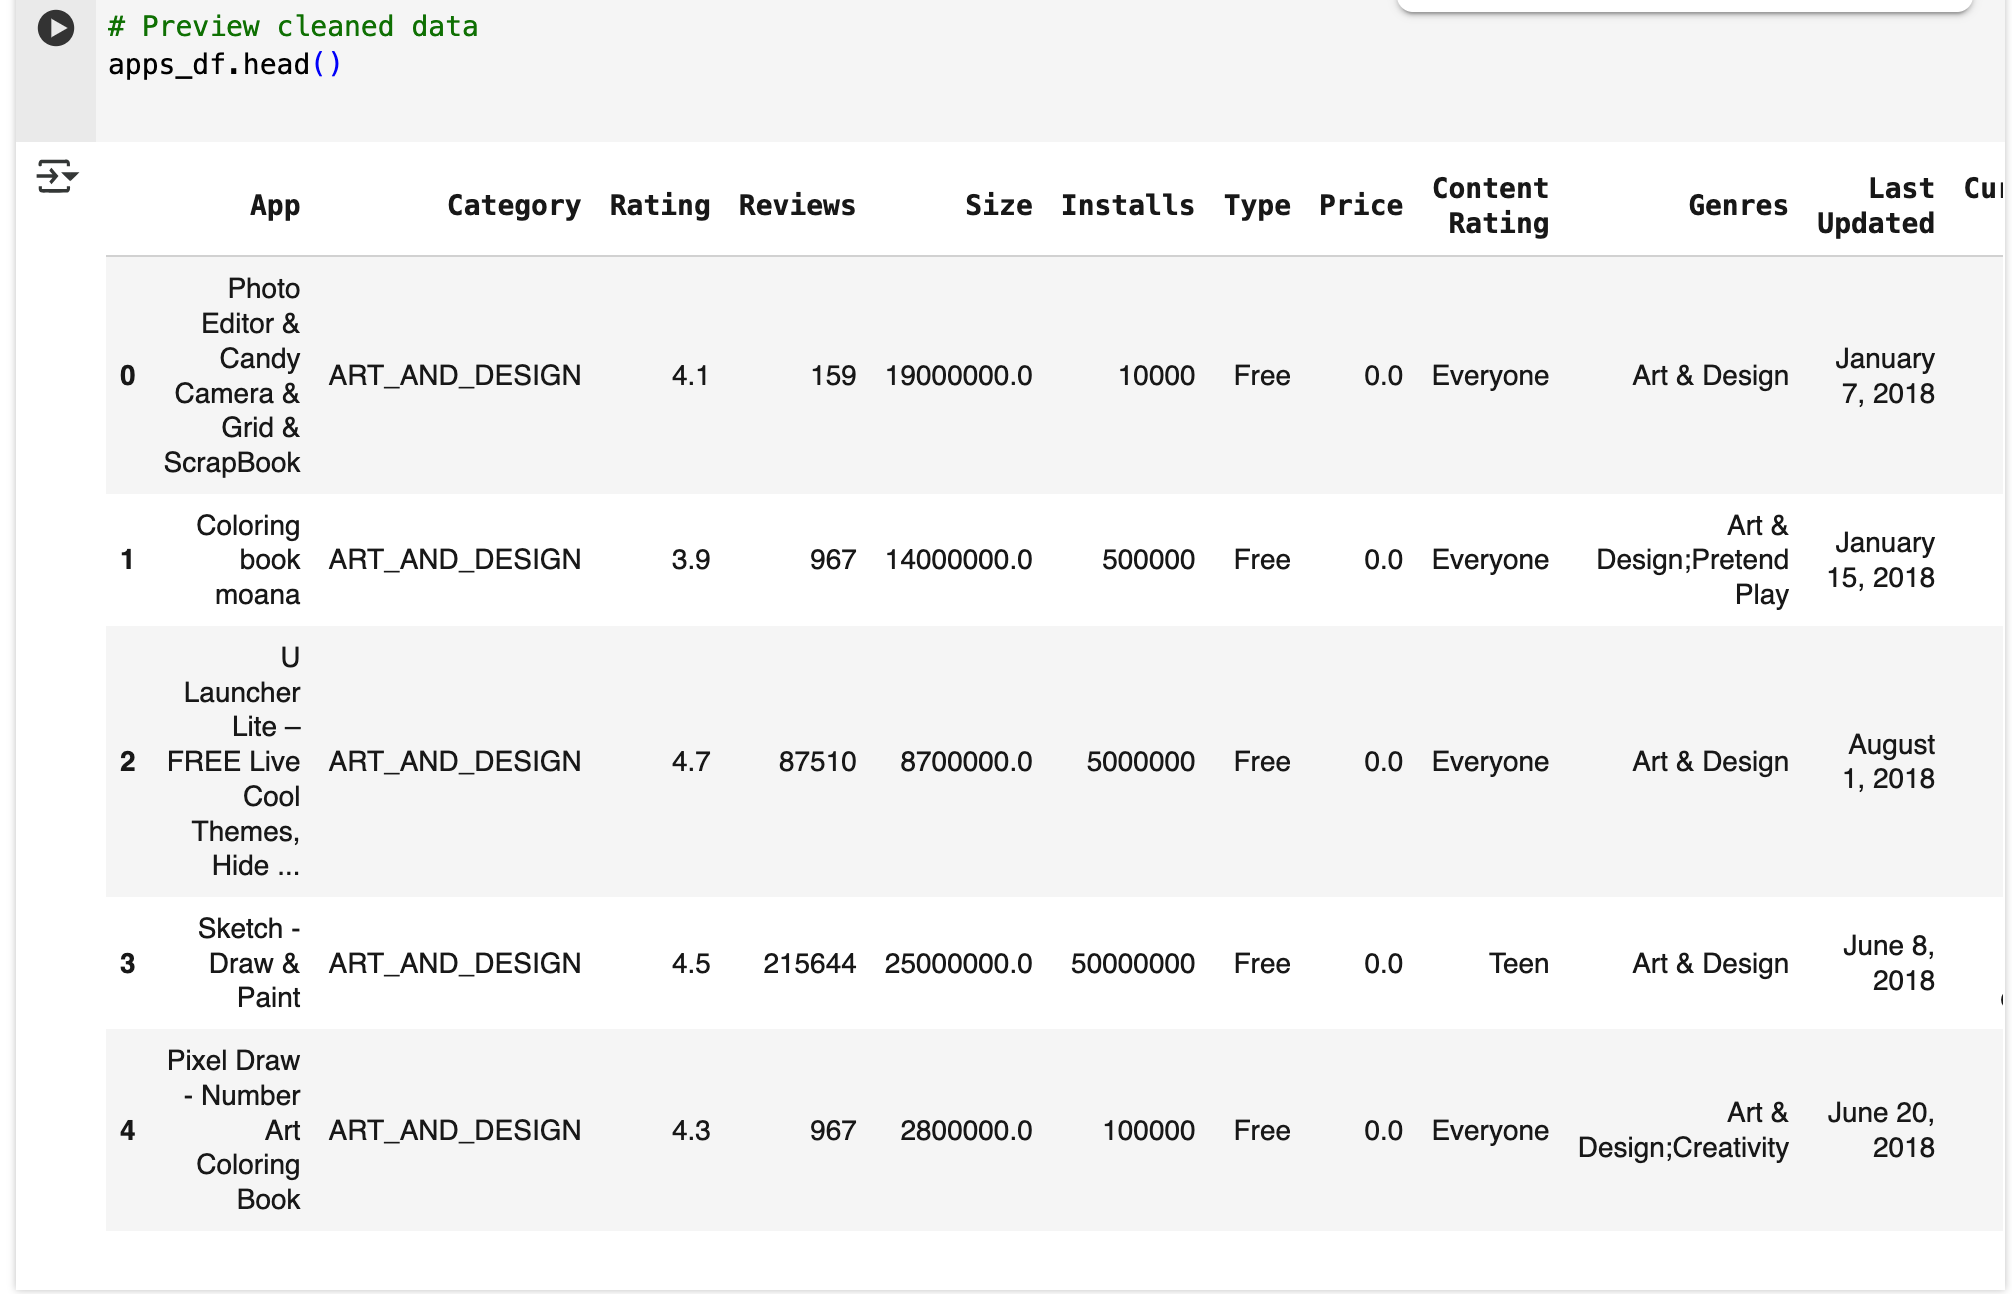 # Preview cleaned data
apps_df.head()
App Category Rating Reviews Size Installs Type Price Content Rating Genres Last Updated
0 Photo Editor & Candy Camera & Grid & ScrapBook ART_AND_DESIGN 4.1 159 19000000.0 10000 Free 0.0 Everyone Art & Design January 7, 2018
1 Coloring book moana ART_AND_DESIGN 3.9 967 14000000.0 500000 Free 0.0 Everyone Art & Design;Pretend Play January 15, 2018
2 U Launcher Lite – FREE Live Cool Themes, Hide ... ART_AND_DESIGN 4.7 87510 8700000.0 5000000 Free 0.0 Everyone Art & Design August 1, 2018
3 Sketch - Draw & Paint ART_AND_DESIGN 4.5 215644 25000000.0 50000000 Free 0.0 Teen Art & Design June 8, 2018
4 Pixel Draw - Number Art Coloring Book ART_AND_DESIGN 4.3 967 2800000.0 100000 Free 0.0 Everyone Art & Design;Creativity June 20, 2018